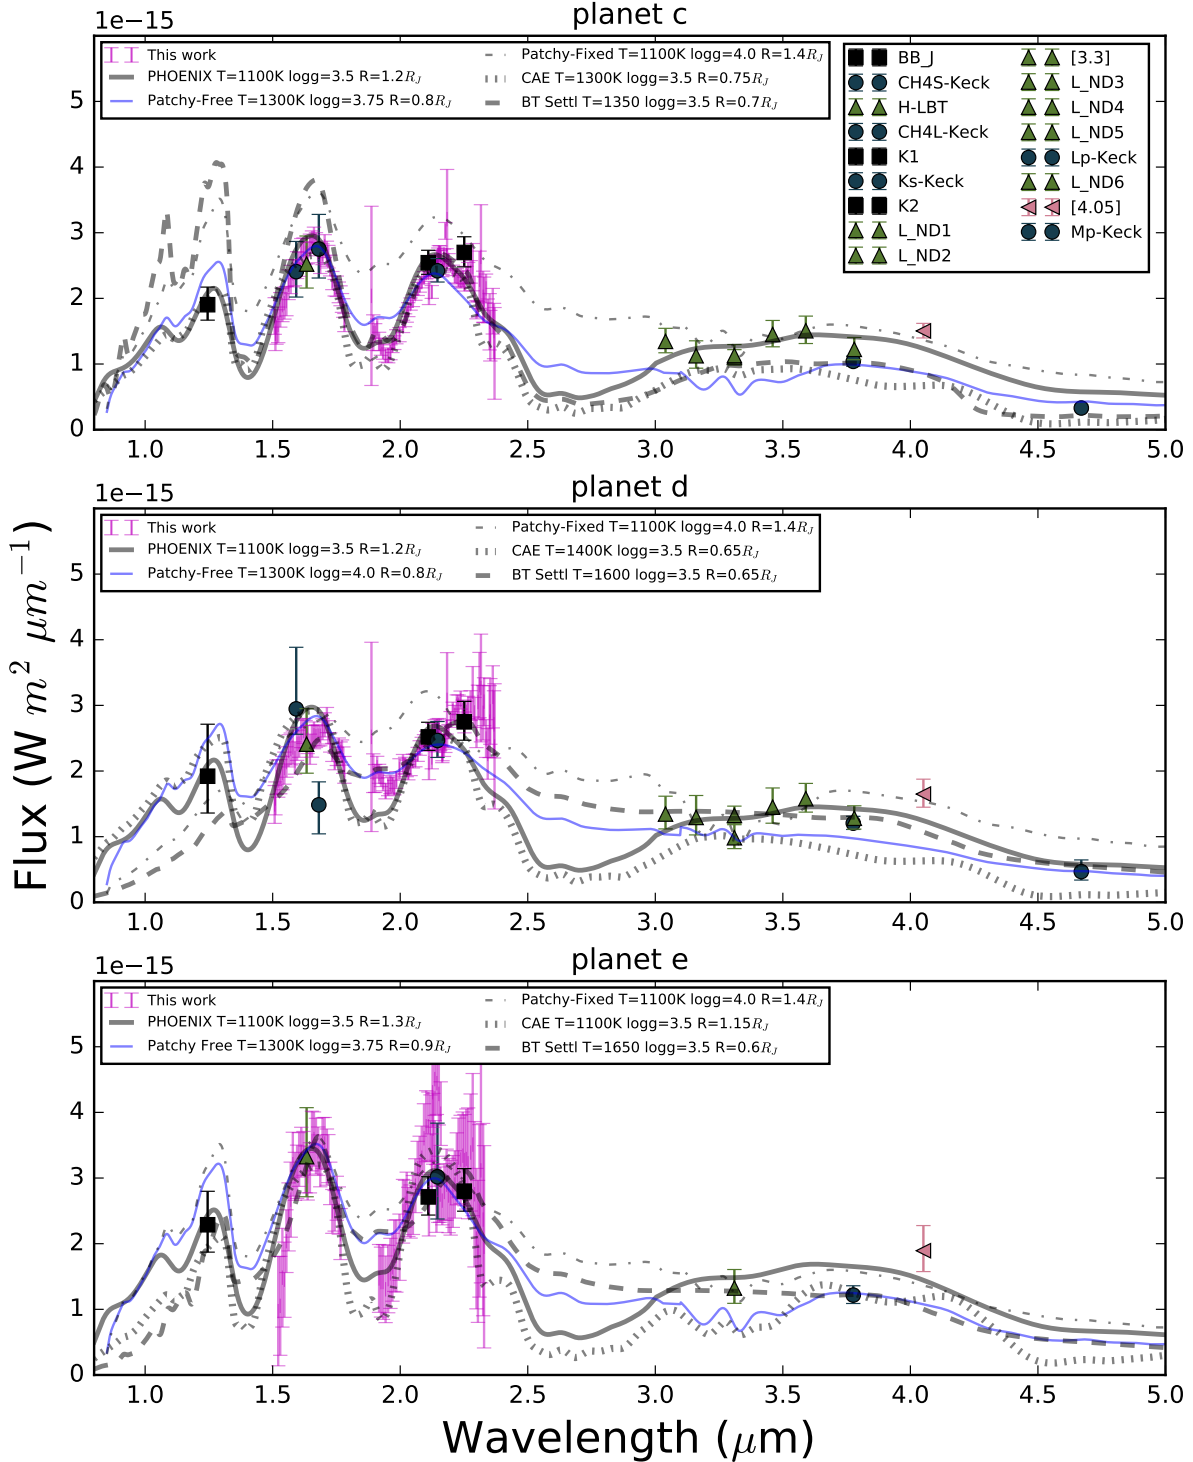 planet c
1e−15
This work
PHOENIX T=1100K logg=3.5 R=1.2R_J
Patchy-Free T=1300K logg=3.75 R=0.8R_J
Patchy-Fixed T=1100K logg=4.0 R=1.4R_J
CAE T=1300K logg=3.5 R=0.75R_J
BT Settl T=1350 logg=3.5 R=0.7R_J
BB_J
CH4S-Keck
H-LBT
CH4L-Keck
K1
Ks-Keck
K2
L_ND1
L_ND2
[3.3]
L_ND3
L_ND4
L_ND5
Lp-Keck
L_ND6
[4.05]
Mp-Keck
5
4
3
2
1
0
1.0 1.5 2.0 2.5 3.0 3.5 4.0 4.5 5.0
planet d
1e−15
This work
PHOENIX T=1100K logg=3.5 R=1.2R_J
Patchy-Free T=1300K logg=4.0 R=0.8R_J
Patchy-Fixed T=1100K logg=4.0 R=1.4R_J
CAE T=1400K logg=3.5 R=0.65R_J
BT Settl T=1600 logg=3.5 R=0.65R_J
5
4
3
2
1
0
1.0 1.5 2.0 2.5 3.0 3.5 4.0 4.5 5.0
Flux (W m² μm⁻¹)
planet e
1e−15
This work
PHOENIX T=1100K logg=3.5 R=1.3R_J
Patchy Free T=1300K logg=3.75 R=0.9R_J
Patchy-Fixed T=1100K logg=4.0 R=1.4R_J
CAE T=1100K logg=3.5 R=1.15R_J
BT Settl T=1650 logg=3.5 R=0.6R_J
5
4
3
2
1
0
1.0 1.5 2.0 2.5 3.0 3.5 4.0 4.5 5.0
Wavelength (μm)